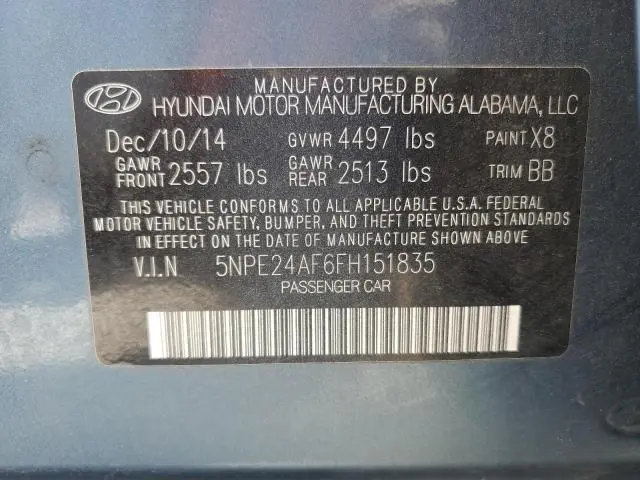 MANUFACTURED BY
HYUNDAI MOTOR MANUFACTURING ALABAMA, LLC
Dec/10/14 GVWR 4497 lbs PAINT X8
GAWR FRONT 2557 lbs GAWR REAR 2513 lbs TRIM BB
THIS VEHICLE CONFORMS TO ALL APPLICABLE U.S.A. FEDERAL
MOTOR VEHICLE SAFETY, BUMPER, AND THEFT PREVENTION STANDARDS
IN EFFECT ON THE DATE OF MANUFACTURE SHOWN ABOVE.
V.I.N 5NPE24AF6FH151835
PASSENGER CAR